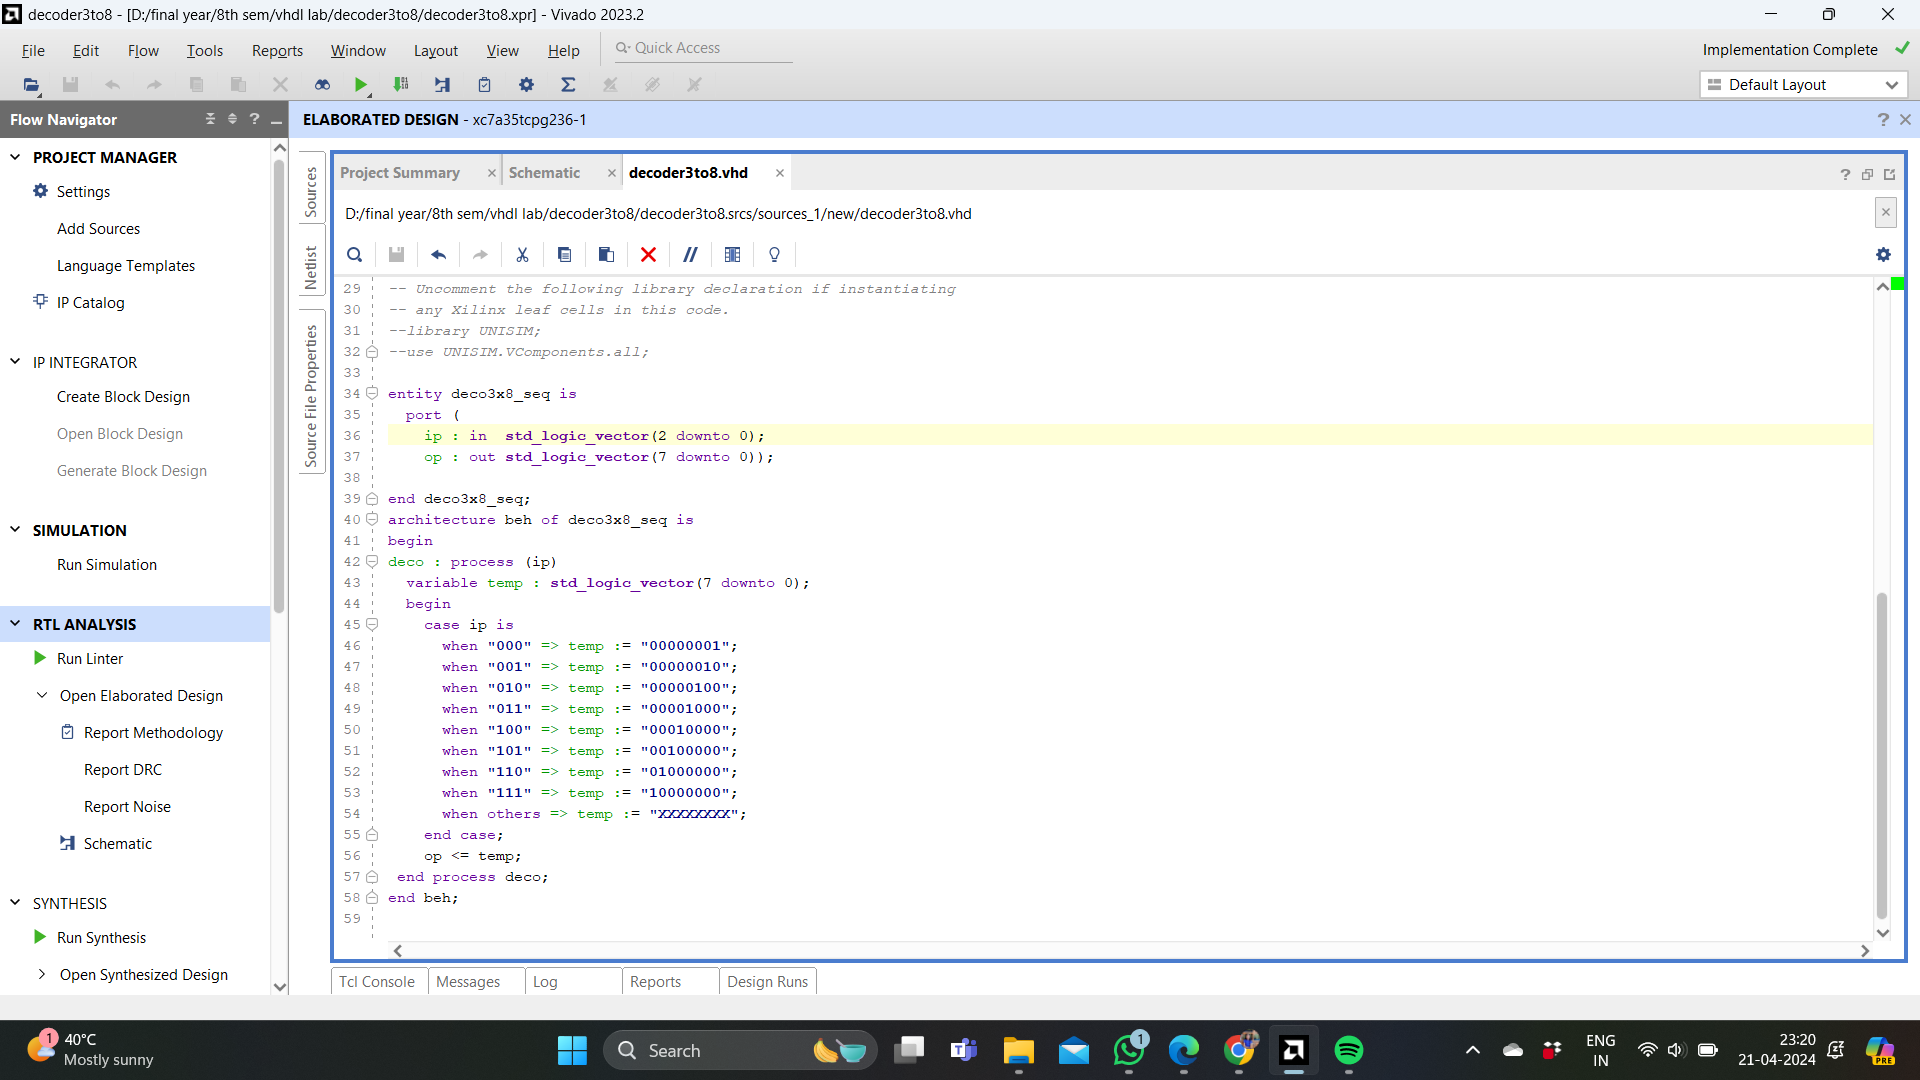 decoder3to8 - [D:/final year/8th sem/vhdl lab/decoder3to8/decoder3to8.xpr] - Vivado 2023.2
File Edit Flow Tools Reports Window Layout View Help Quick Access
Implementation Complete
Default Layout
Flow Navigator
ELABORATED DESIGN - xc7a35tcpg236-1
PROJECT MANAGER
Settings
Add Sources
Language Templates
IP Catalog
IP INTEGRATOR
Create Block Design
Open Block Design
Generate Block Design
SIMULATION
Run Simulation
RTL ANALYSIS
Run Linter
Open Elaborated Design
Report Methodology
Report DRC
Report Noise
Schematic
SYNTHESIS
Run Synthesis
Open Synthesized Design
Sources
Netlist
Source File Properties
Project Summary Schematic decoder3to8.vhd
D:/final year/8th sem/vhdl lab/decoder3to8/decoder3to8.srcs/sources_1/new/decoder3to8.vhd
29 -- Uncomment the following library declaration if instantiating
30 -- any Xilinx leaf cells in this code.
31 --library UNISIM;
32 --use UNISIM.VComponents.all;
33
34 entity deco3x8_seq is
35 port (
36 ip : in std_logic_vector(2 downto 0);
37 op : out std_logic_vector(7 downto 0));
38
39 end deco3x8_seq;
40 architecture beh of deco3x8_seq is
41 begin
42 deco : process (ip)
43 variable temp : std_logic_vector(7 downto 0);
44 begin
45 case ip is
46 when "000" => temp := "00000001";
47 when "001" => temp := "00000010";
48 when "010" => temp := "00000100";
49 when "011" => temp := "00001000";
50 when "100" => temp := "00010000";
51 when "101" => temp := "00100000";
52 when "110" => temp := "01000000";
53 when "111" => temp := "10000000";
54 when others => temp := "XXXXXXXX";
55 end case;
56 op <= temp;
57 end process deco;
58 end beh;
59
Tcl Console Messages Log Reports Design Runs
1
40°C
Mostly sunny
Search
1
ENG
IN
23:20
21-04-2024
PRE